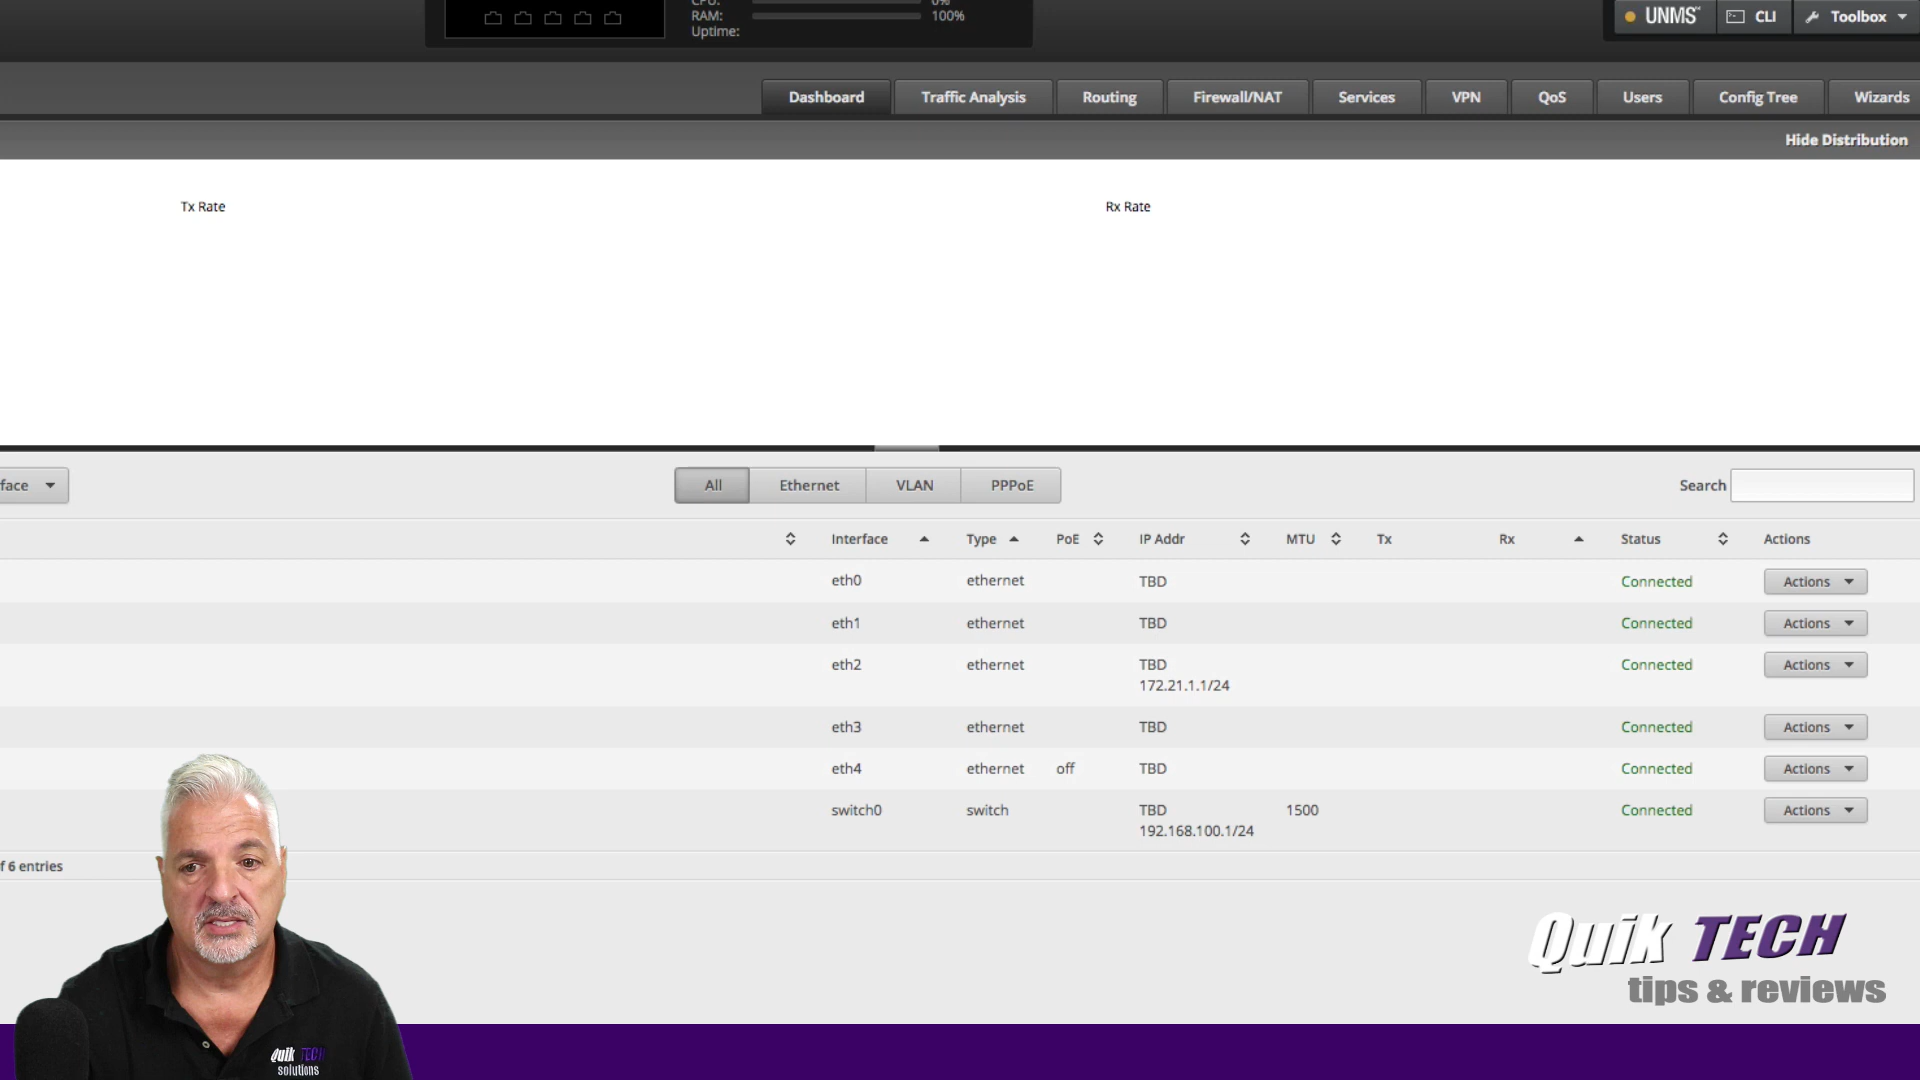 CPU: 0%
RAM: 100%
Uptime:
UNMS CLI Toolbox
Dashboard Traffic Analysis Routing Firewall/NAT Services VPN QoS Users Config Tree Wizards
Hide Distribution
Tx Rate Rx Rate
face All Ethernet VLAN PPPoE Search
Interface Type PoE IP Addr MTU Tx Rx Status Actions
eth0 ethernet TBD Connected Actions
eth1 ethernet TBD Connected Actions
eth2 ethernet TBD Connected Actions
172.21.1.1/24
eth3 ethernet TBD Connected Actions
eth4 ethernet off TBD Connected Actions
switch0 switch TBD 1500 Connected Actions
192.168.100.1/24
f 6 entries
Quik TECH
tips & reviews
Quik TECH
solutions